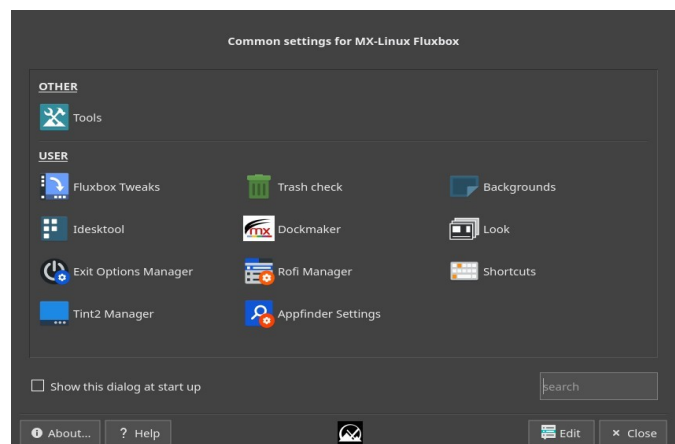 Common settings for MX-Linux Fluxbox
OTHER
Tools
USER
Fluxbox Tweaks
Trash check
Backgrounds
Idesktool
mx
Dockmaker
Look
Exit Options Manager
Rofi Manager
Shortcuts
Tint2 Manager
Appfinder Settings
Show this dialog at start up
search
About...
? Help
Edit
× Close